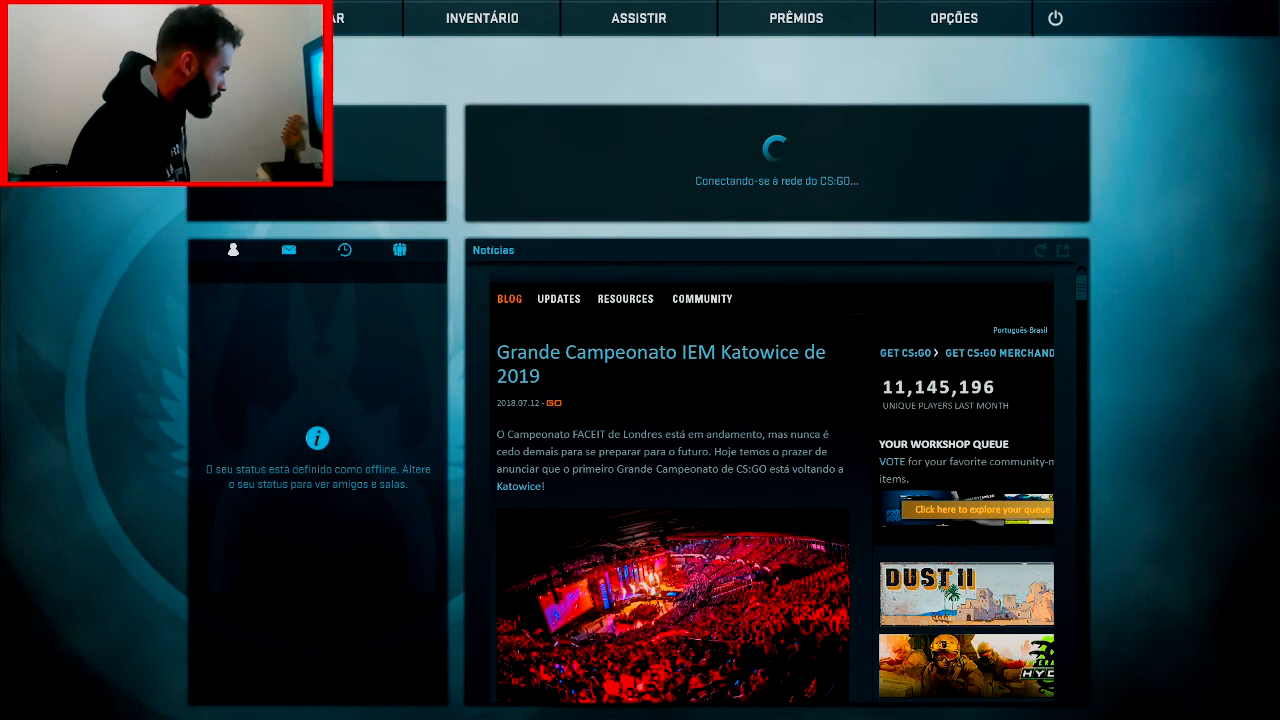 AR
INVENTÁRIO
ASSISTIR
PRÊMIOS
OPÇÕES
Conectando-se à rede do CS:GO...
O seu status está definido como offline. Altere
o seu status para ver amigos e salas.
Notícias
BLOG
UPDATES
RESOURCES
COMMUNITY
Português-Brasil
Grande Campeonato IEM Katowice de
2019
2018.07.12 - GO
O Campeonato FACEIT de Londres está em andamento, mas nunca é
cedo demais para se preparar para o futuro. Hoje temos o prazer de
anunciar que o primeiro Grande Campeonato de CS:GO está voltando a
Katowice!
GET CS:GO
GET CS:GO MERCHAND
11,145,196
UNIQUE PLAYERS LAST MONTH
YOUR WORKSHOP QUEUE
VOTE for your favorite community-m
items.
Click here to explore your queue
DUST II
OPERA
HYD